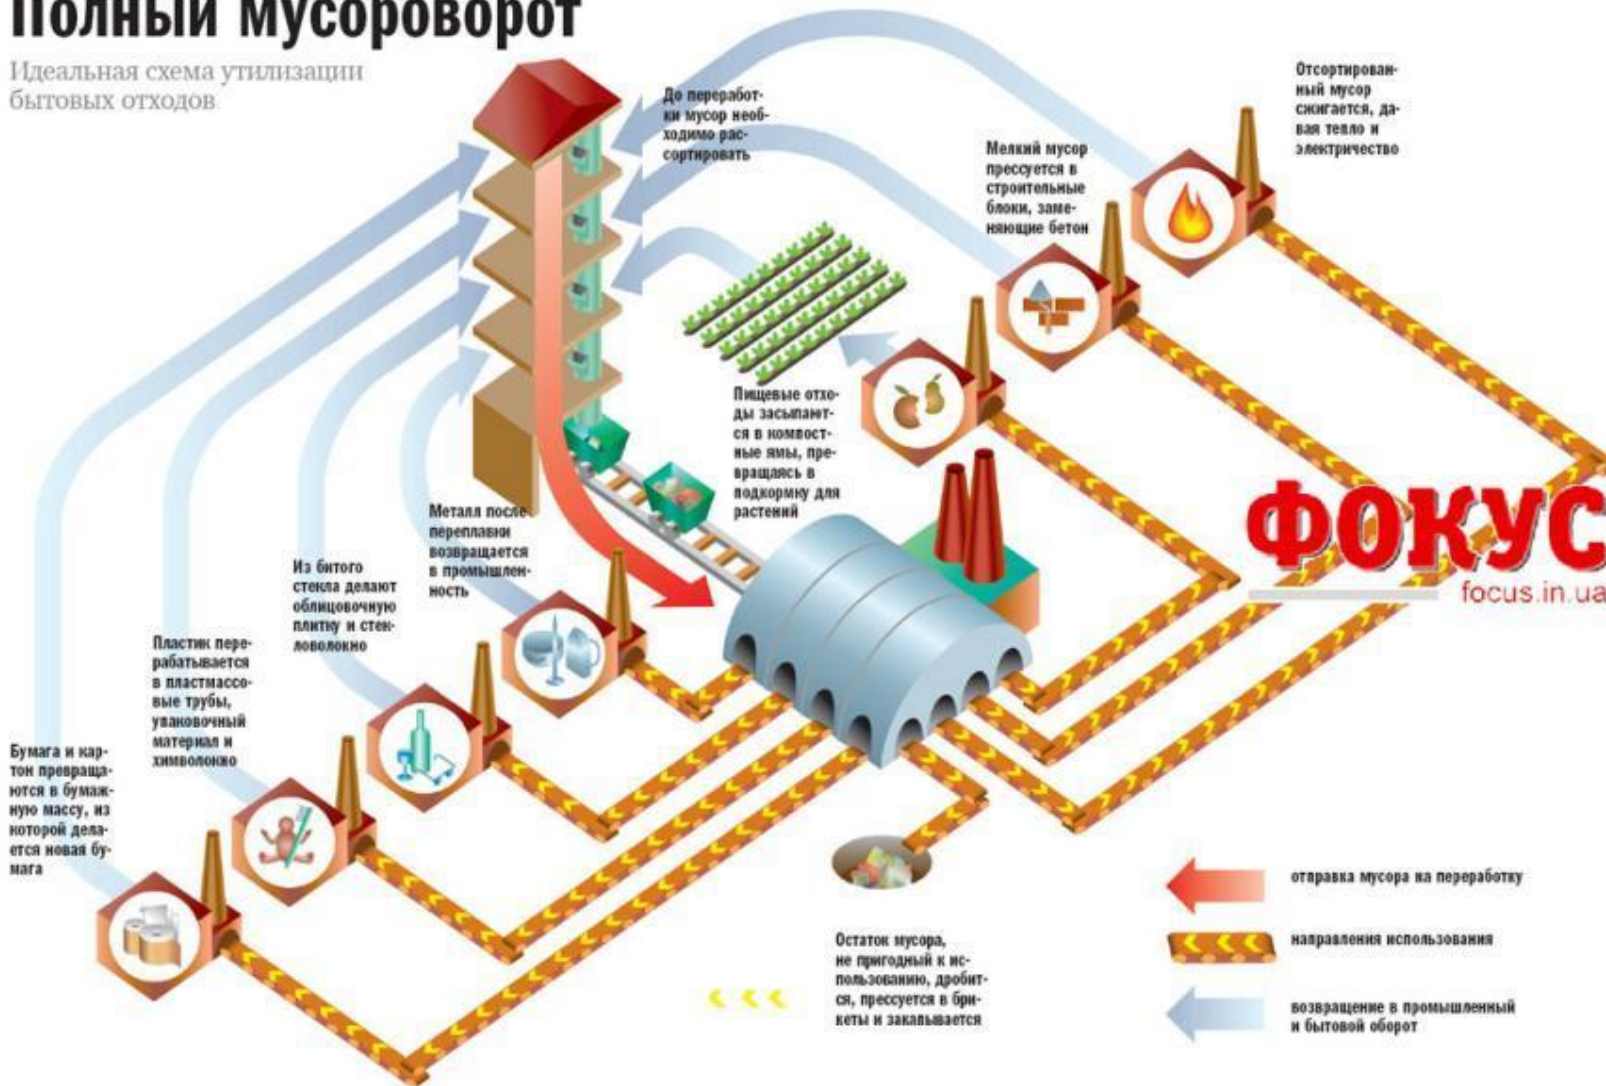 Полный мусороворот
Идеальная схема утилизации
бытовых отходов
До переработ-
ки мусор необ-
ходимо рас-
сортировать
Отсортирован-
ный мусор
сжигается, да-
вая тепло и
электричество
Мелкий мусор
прессуется в
строительные
блоки, заме-
няющие бетон
Пищевые отхо-
ды засыпают-
ся в компост-
ные ямы, пре-
вращаясь в
подкормку для
растений
Металл после
переплавки
возвращается
в промышлен-
ность
Из битого
стекла делают
облицовочную
плитку и стек-
ловолокно
Пластик пере-
рабатывается
в пластмассо-
вые трубы,
упаковочный
материал и
химволокно
Бумага и кар-
тон превраща-
ются в бумаж-
ную массу, из
которой дела-
ется новая бу-
мага
ФОКУС
focus.in.ua
Остаток мусора,
не пригодный к ис-
пользованию, дробит-
ся, прессуется в бри-
кеты и закапывается
отправка мусора на переработку
направления использования
возвращение в промышленный
и бытовой оборот